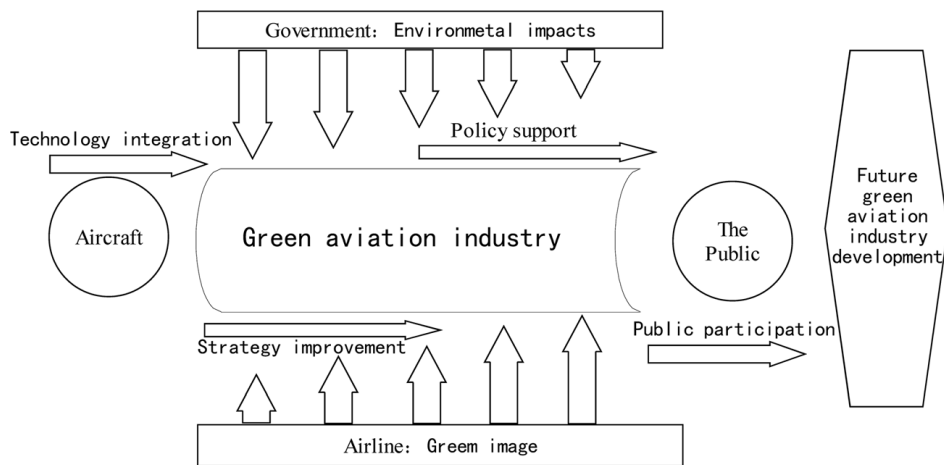 Government: Environmetal impacts
Technology integration
Policy support
Aircraft
Green aviation industry
The
Public
Future
green
aviation
industry
development
Strategy improvement
Public participation
Airline: Greem image